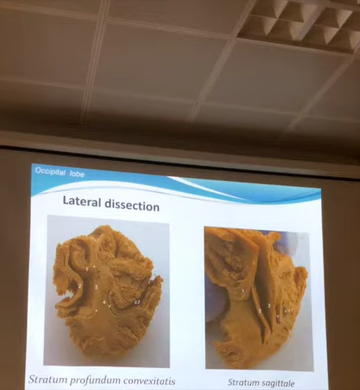 Occipital lobe
Lateral dissection
Stratum profundum convexitatis
Stratum sagittale